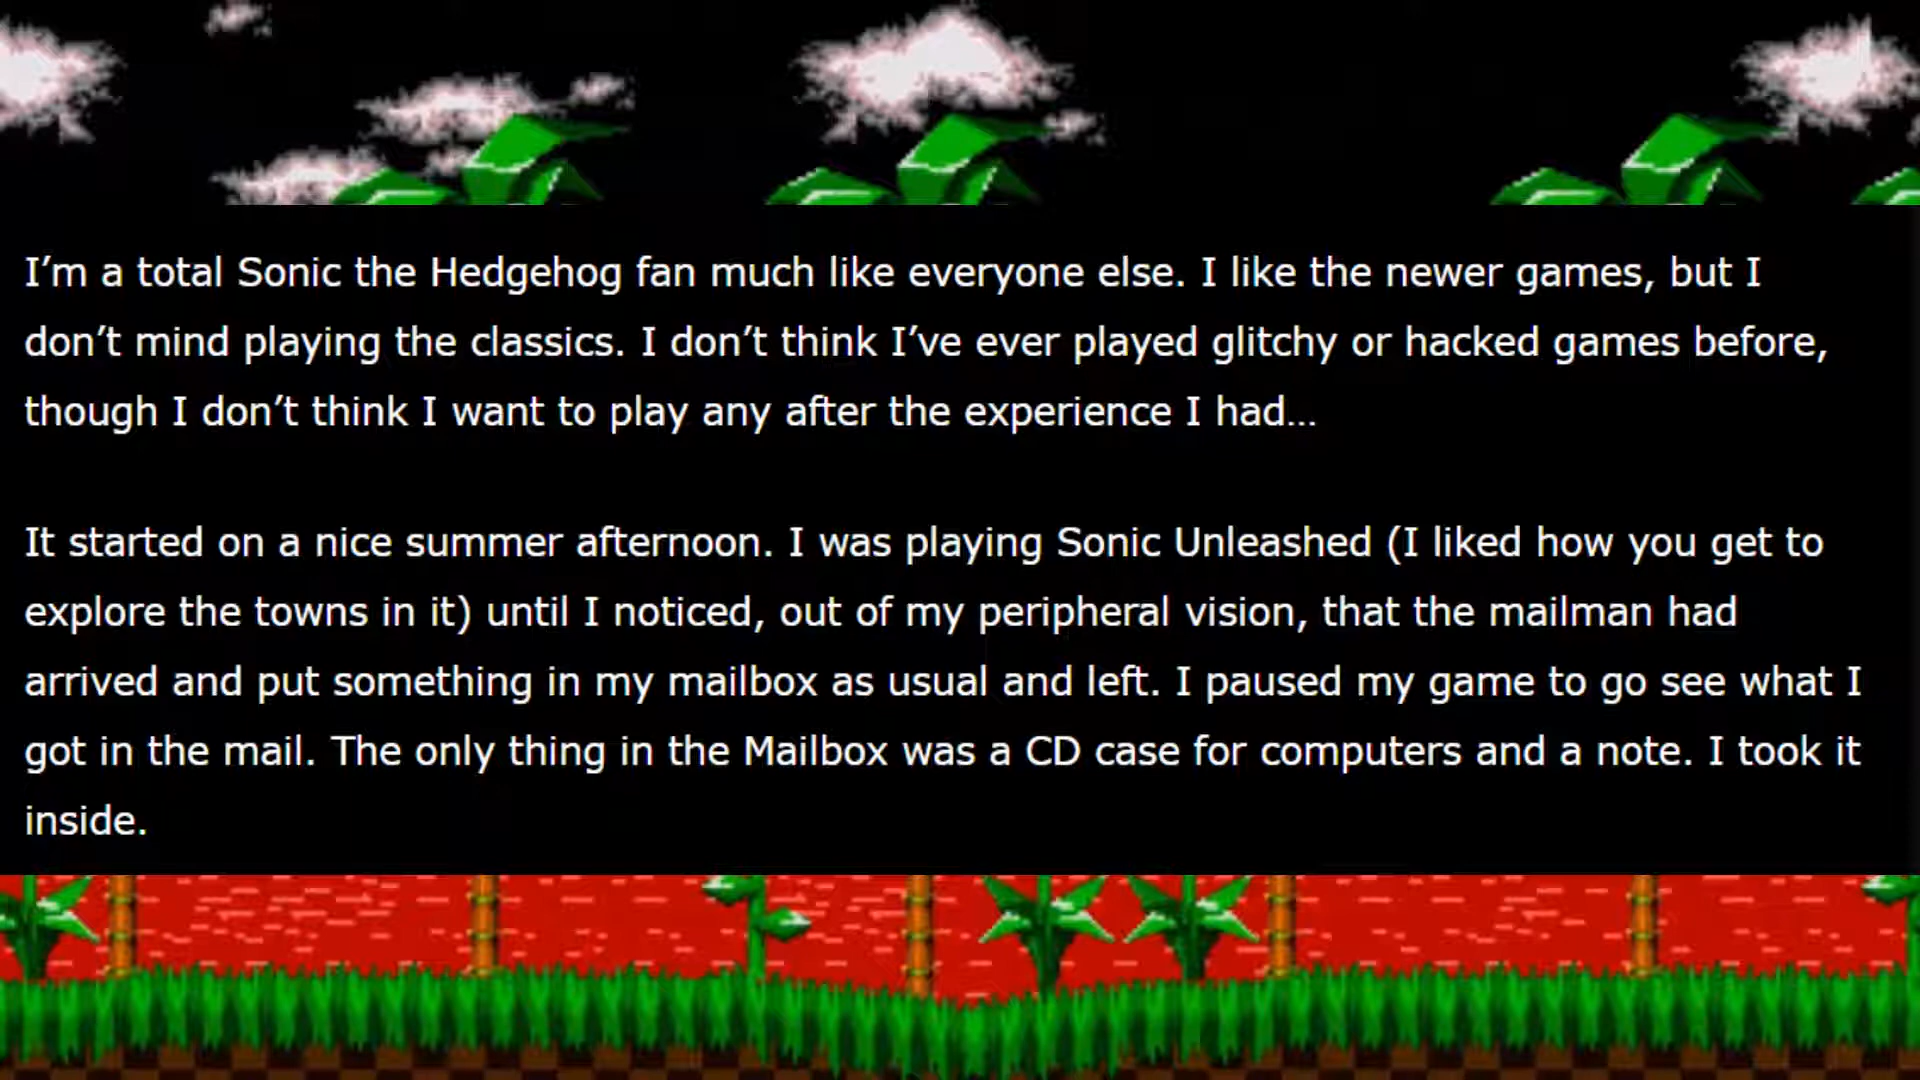 I’m a total Sonic the Hedgehog fan much like everyone else. I like the newer games, but I
don’t mind playing the classics. I don’t think I’ve ever played glitchy or hacked games before,
though I don’t think I want to play any after the experience I had…
It started on a nice summer afternoon. I was playing Sonic Unleashed (I liked how you get to
explore the towns in it) until I noticed, out of my peripheral vision, that the mailman had
arrived and put something in my mailbox as usual and left. I paused my game to go see what I
got in the mail. The only thing in the Mailbox was a CD case for computers and a note. I took it
inside.